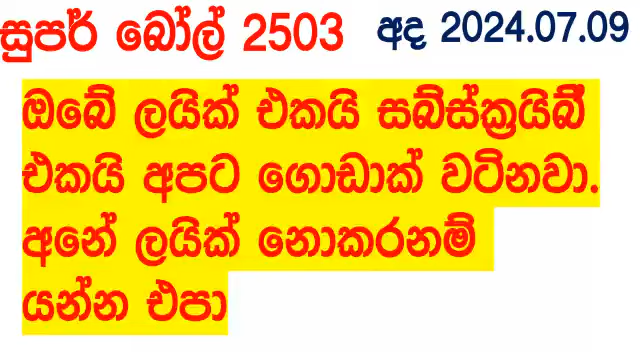 සුපර් බෝල් 2503 අද 2024.07.09
ඔබේ ලයික් එකයි සබ්ස්ක්‍රයිබ්
එකයි අපට ගොඩාක් වටිනවා.
අනේ ලයික් නොකරනම්
යන්න එපා